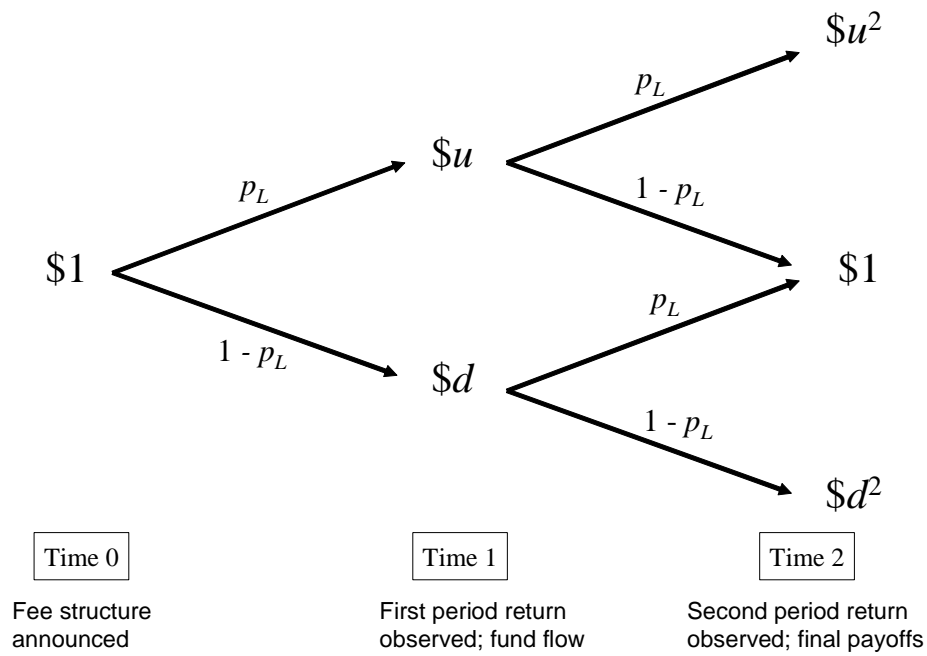 $u²
p_L
$u
p_L
1 - p_L
$1
$1
p_L
1 - p_L
$d
1 - p_L
$d²
Time 0
Time 1
Time 2
Fee structure
announced
First period return
observed; fund flow
Second period return
observed; final payoffs